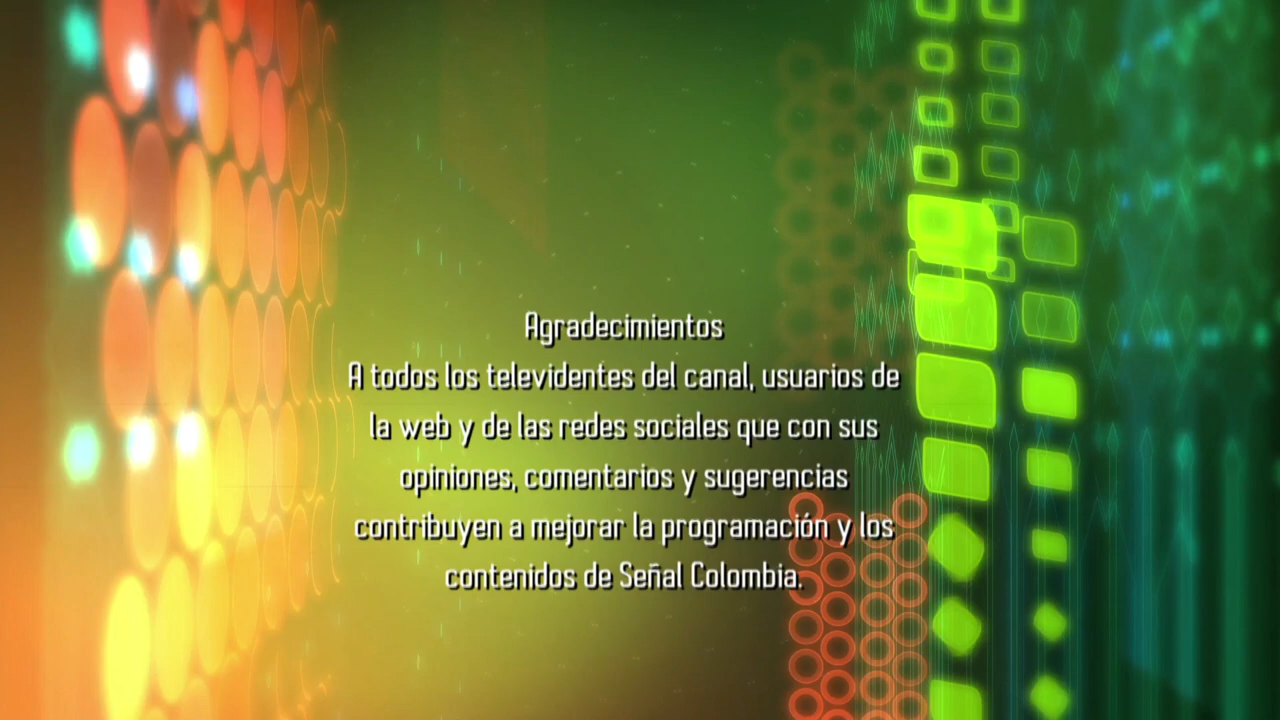 Agradecimientos
A todos los televidentes del canal, usuarios de
la web y de las redes sociales que con sus
opiniones, comentarios y sugerencias
contribuyen a mejorar la programación y los
contenidos de Señal Colombia.